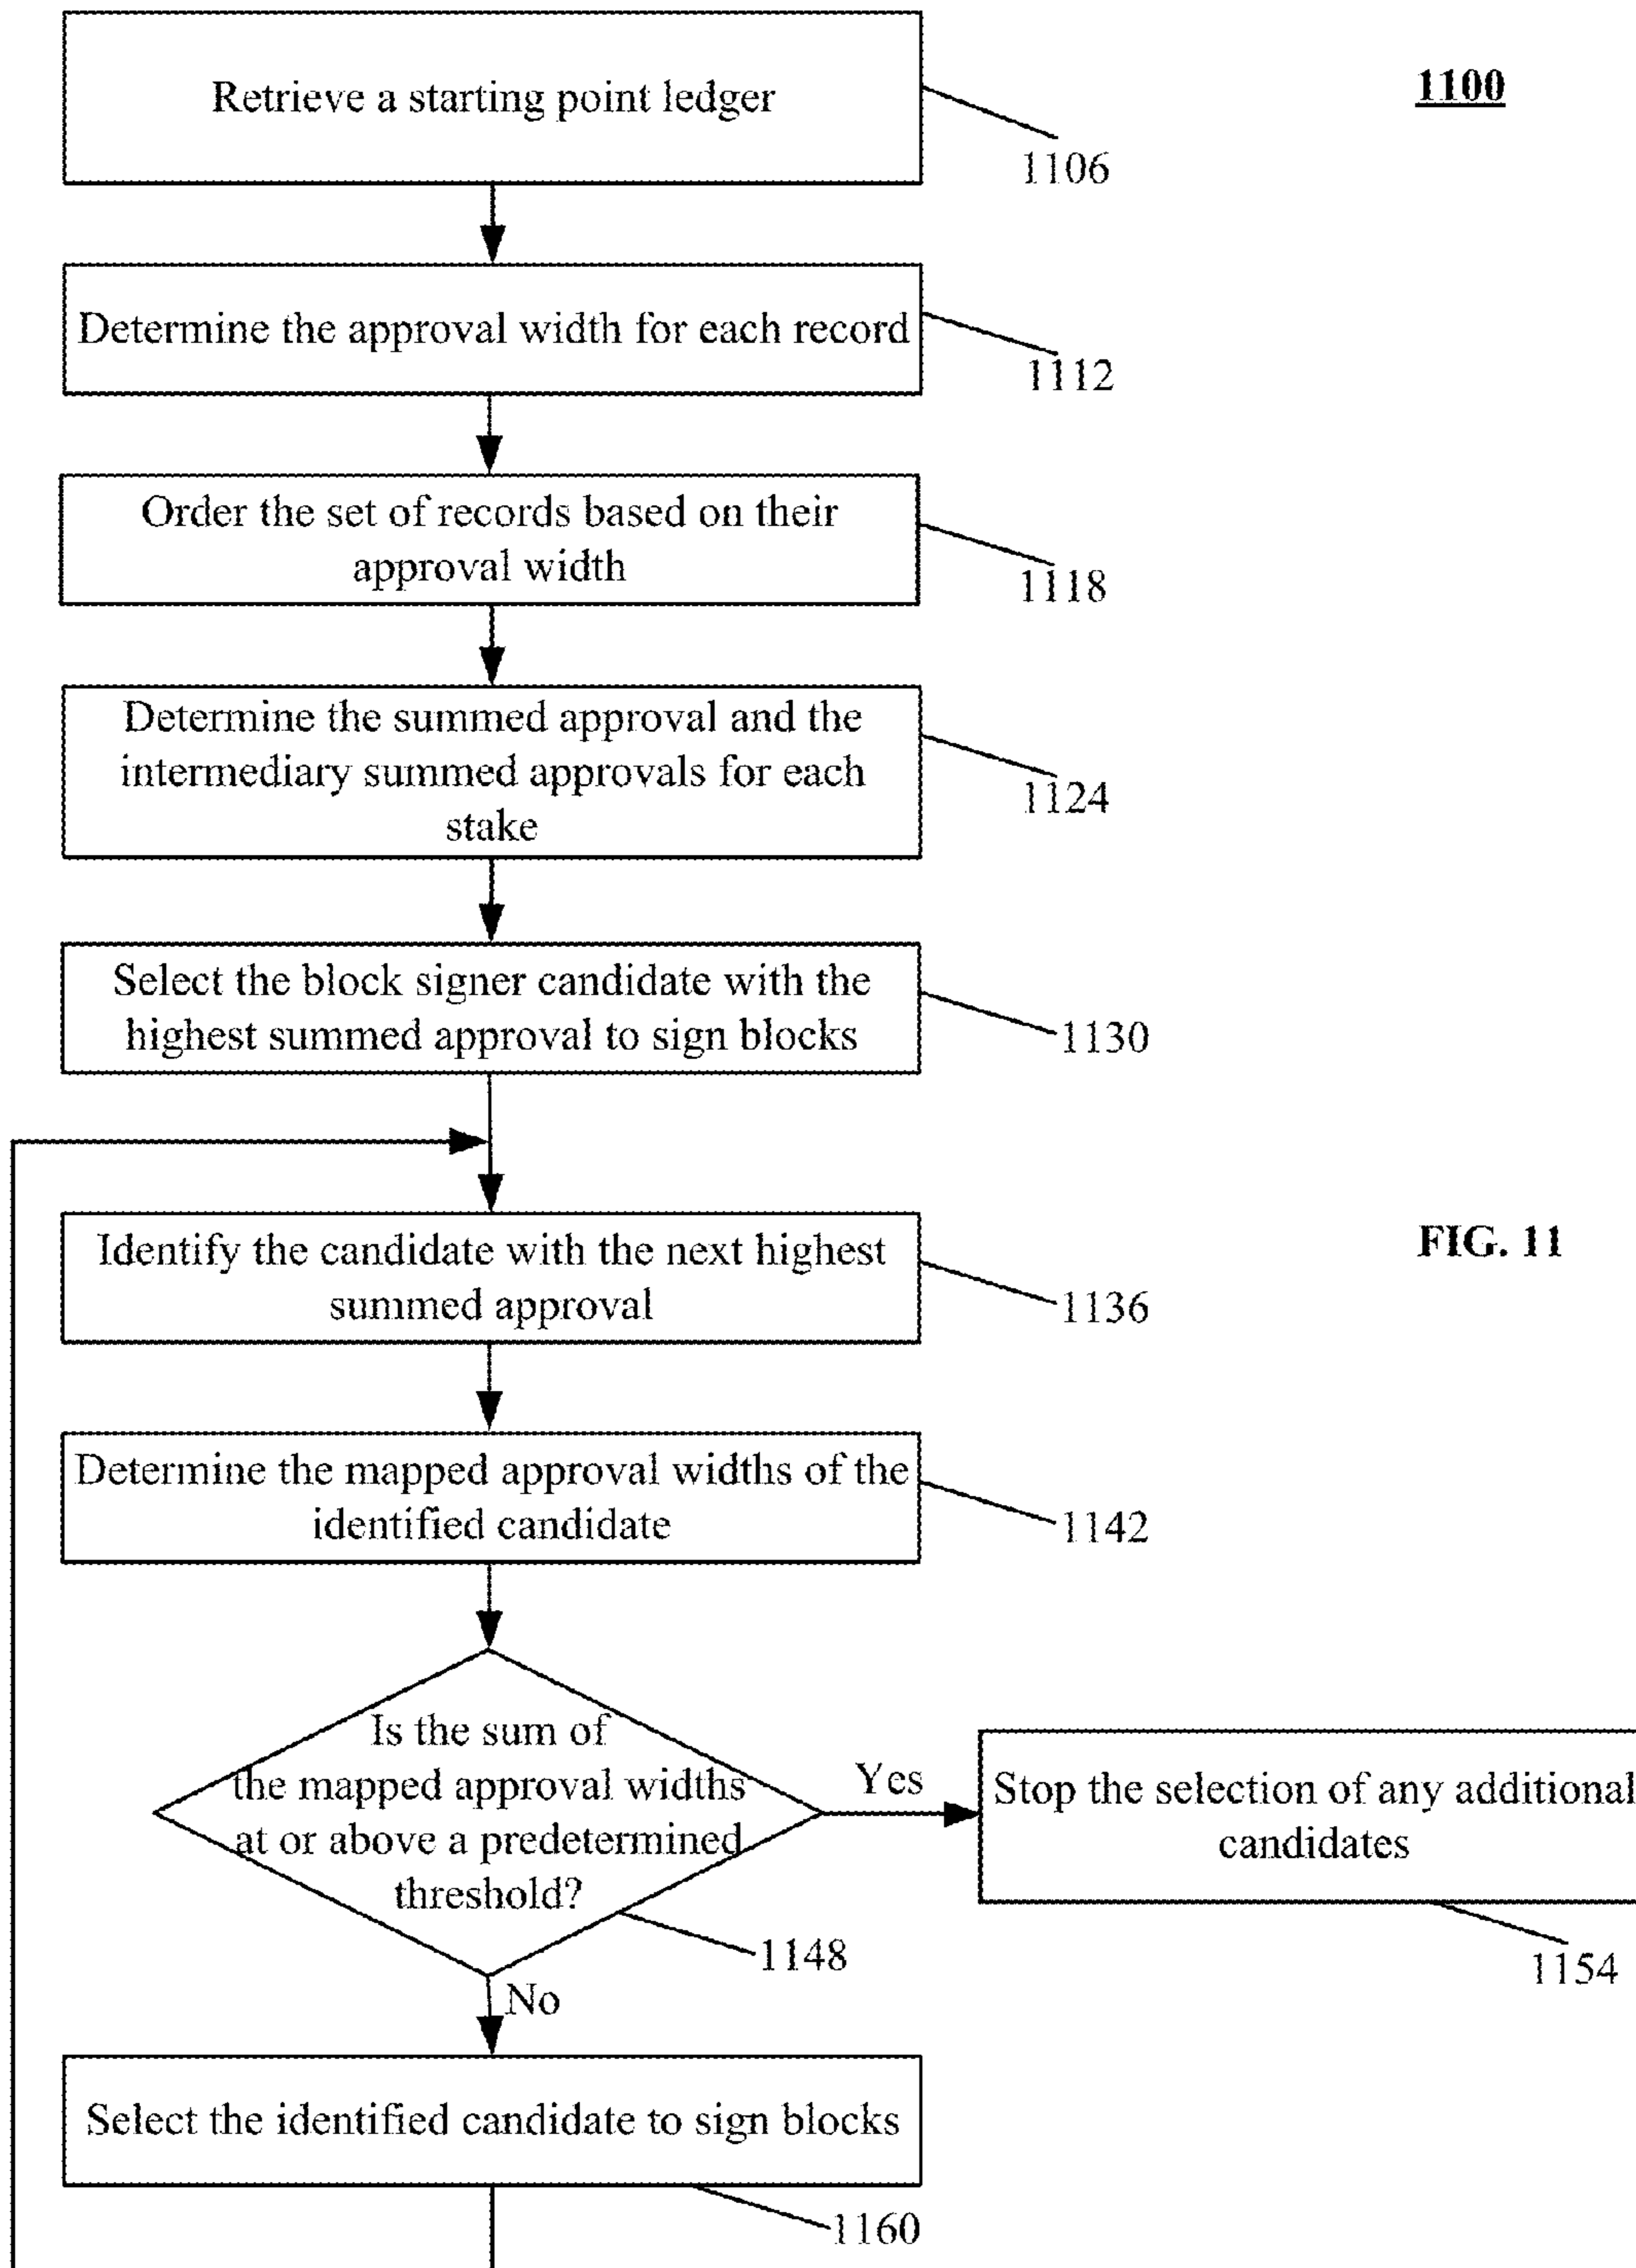 Retrieve a starting point ledger
1100
1106
Determine the approval width for each record
1112
Order the set of records based on their
approval width
1118
Determine the summed approval and the
intermediary summed approvals for each
stake
1124
Select the block signer candidate with the
highest summed approval to sign blocks
1130
Identify the candidate with the next highest
summed approval
1136
FIG. 11
Determine the mapped approval widths of the
identified candidate
1142
Is the sum of
the mapped approval widths
at or above a predetermined
threshold?
1148
Yes
Stop the selection of any additional
candidates
1154
No
Select the identified candidate to sign blocks
1160